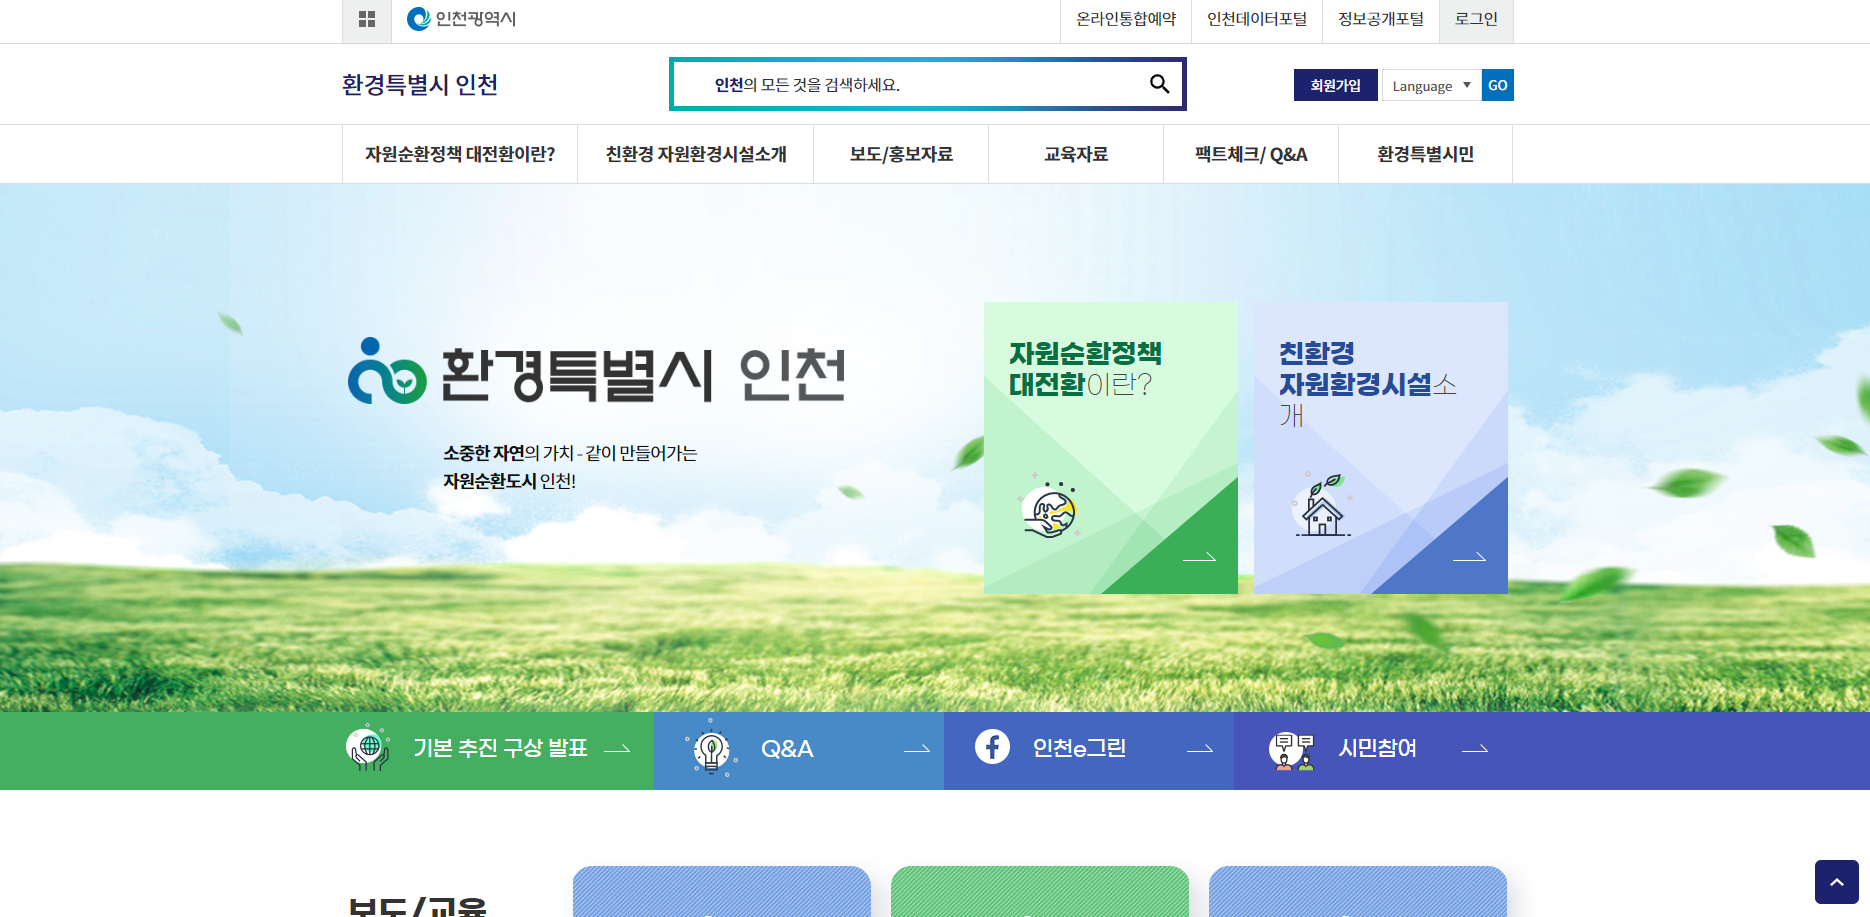 인천광역시
온라인통합예약
인천데이터포털
정보공개포털
로그인
환경특별시 인천
인천의 모든 것을 검색하세요.
회원가입
Language
GO
자원순환정책 대전환이란?
친환경 자원환경시설소개
보도/홍보자료
교육자료
팩트체크/ Q&A
환경특별시민
환경특별시 인천
소중한 자연의 가치 - 같이 만들어가는
자원순환도시 인천!
자원순환정책
대전환이란?
친환경
자원환경시설소
개
기본 추진 구상 발표
Q&A
인천e그린
시민참여
보도/교육